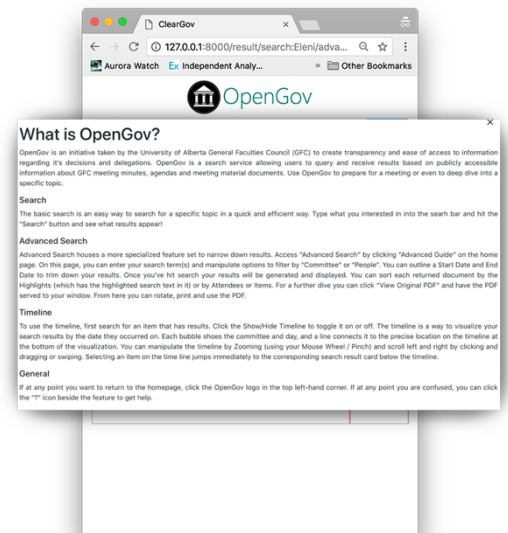 ClearGov
127.0.0.1:8000/result/search:Eleni/adva...
Aurora Watch Ex Independent Analy... » Other Bookmarks
OpenGov
What is OpenGov?
OpenGov is an initiative taken by the University of Alberta General Faculties Council (GFC) to create transparency and ease of access to information
regarding it's decisions and delegations. OpenGov is a search service allowing users to query and receive results based on publicly accessible
information about GFC meeting minutes, agendas and meeting material documents. Use OpenGov to prepare for a meeting or even to deep dive into a
specific topic.
Search
The basic search is an easy way to search for a specific topic in a quick and efficient way. Type what you interested in into the searh bar and hit the
"Search" button and see what results appear!
Advanced Search
Advanced Search houses a more specialized feature set to narrow down results. Access "Advanced Search" by clicking "Advanced Guide" on the home
page. On this page, you can enter your search term(s) and manipulate options to filter by "Committee" or "People". You can outline a Start Date and End
Date to trim down your results. Once you've hit search your results will be generated and displayed. You can sort each returned document by the
Highlights (which has the highlighted search text in it) or by Attendees or Items. For a further dive you can click "View Original PDF" and have the PDF
served to your window. From here you can rotate, print and use the PDF.
Timeline
To use the timeline, first search for an item that has results. Click the Show/Hide Timeline to toggle it on or off. The timeline is a way to visualize your
search results by the date they occurred on. Each bubble shoes the committee and day, and a line connects it to the precise location on the timeline at
the bottom of the visualization. You can manipulate the timeline by Zooming (using your Mouse Wheel / Pinch) and scroll left and right by clicking and
dragging or swiping. Selecting an item on the time line jumps immediately to the corresponding search result card below the timeline.
General
If at any point you want to return to the homepage, click the OpenGov logo in the top left-hand corner. If at any point you are confused, you can click
the "?" icon beside the feature to get help.